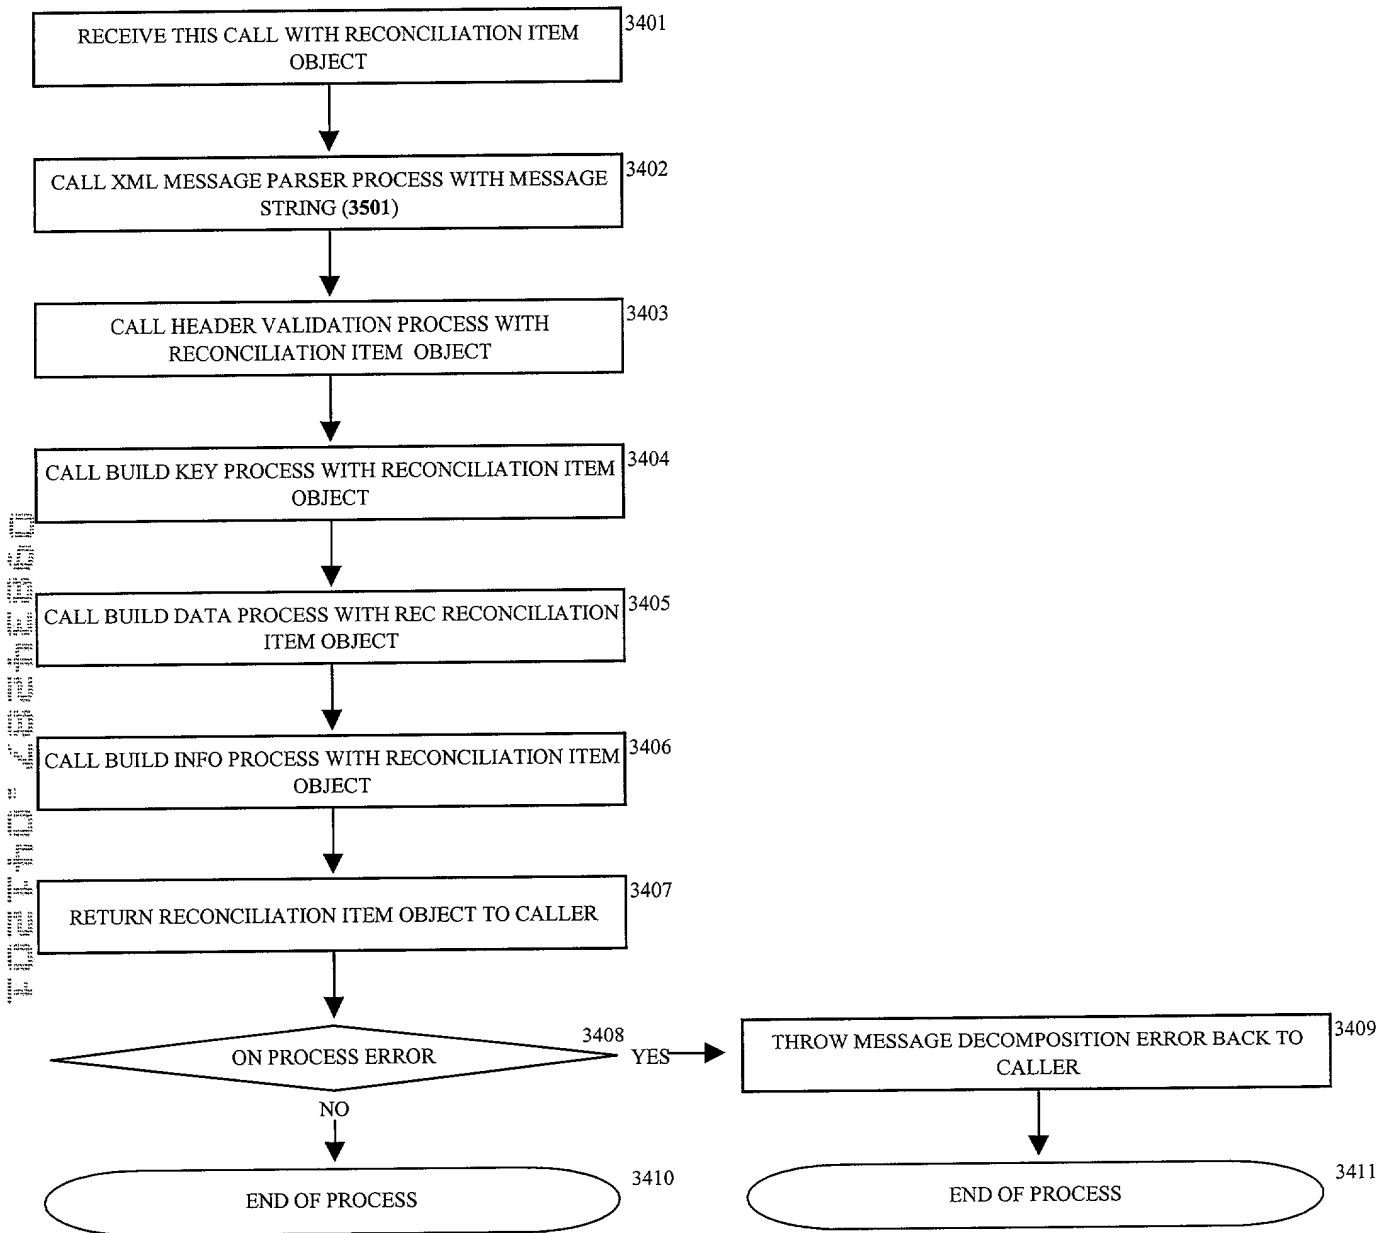 RECEIVE THIS CALL WITH RECONCILIATION ITEM
OBJECT
3401
CALL XML MESSAGE PARSER PROCESS WITH MESSAGE
STRING (3501)
3402
CALL HEADER VALIDATION PROCESS WITH
RECONCILIATION ITEM OBJECT
3403
CALL BUILD KEY PROCESS WITH RECONCILIATION ITEM
OBJECT
3404
CALL BUILD DATA PROCESS WITH REC RECONCILIATION
ITEM OBJECT
3405
CALL BUILD INFO PROCESS WITH RECONCILIATION ITEM
OBJECT
3406
RETURN RECONCILIATION ITEM OBJECT TO CALLER
3407
ON PROCESS ERROR
3408
YES
THROW MESSAGE DECOMPOSITION ERROR BACK TO
CALLER
3409
NO
END OF PROCESS
3410
END OF PROCESS
3411